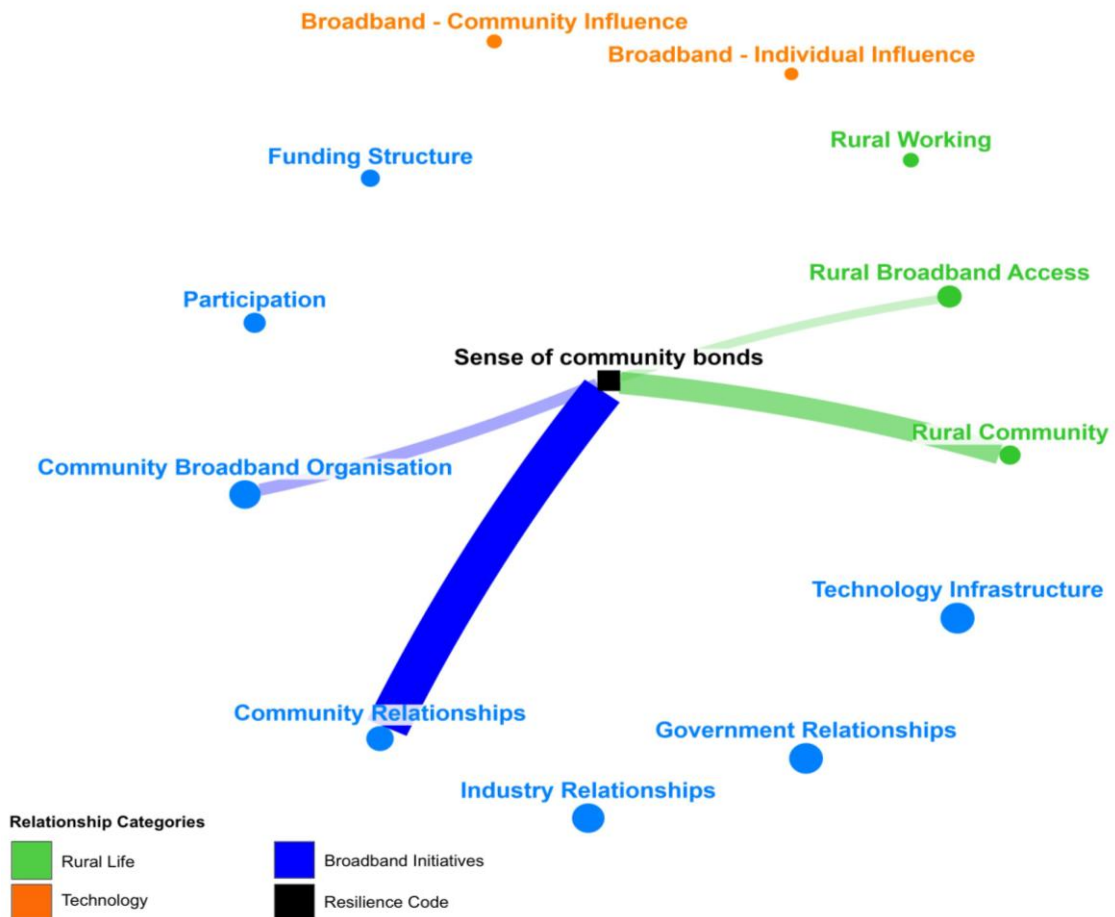 Broadband - Community Influence
Broadband - Individual Influence
Rural Working
Funding Structure
Rural Broadband Access
Participation
Sense of community bonds
Rural Community
Community Broadband Organisation
Technology Infrastructure
Community Relationships
Government Relationships
Industry Relationships
Relationship Categories
Rural Life
Broadband Initiatives
Technology
Resilience Code